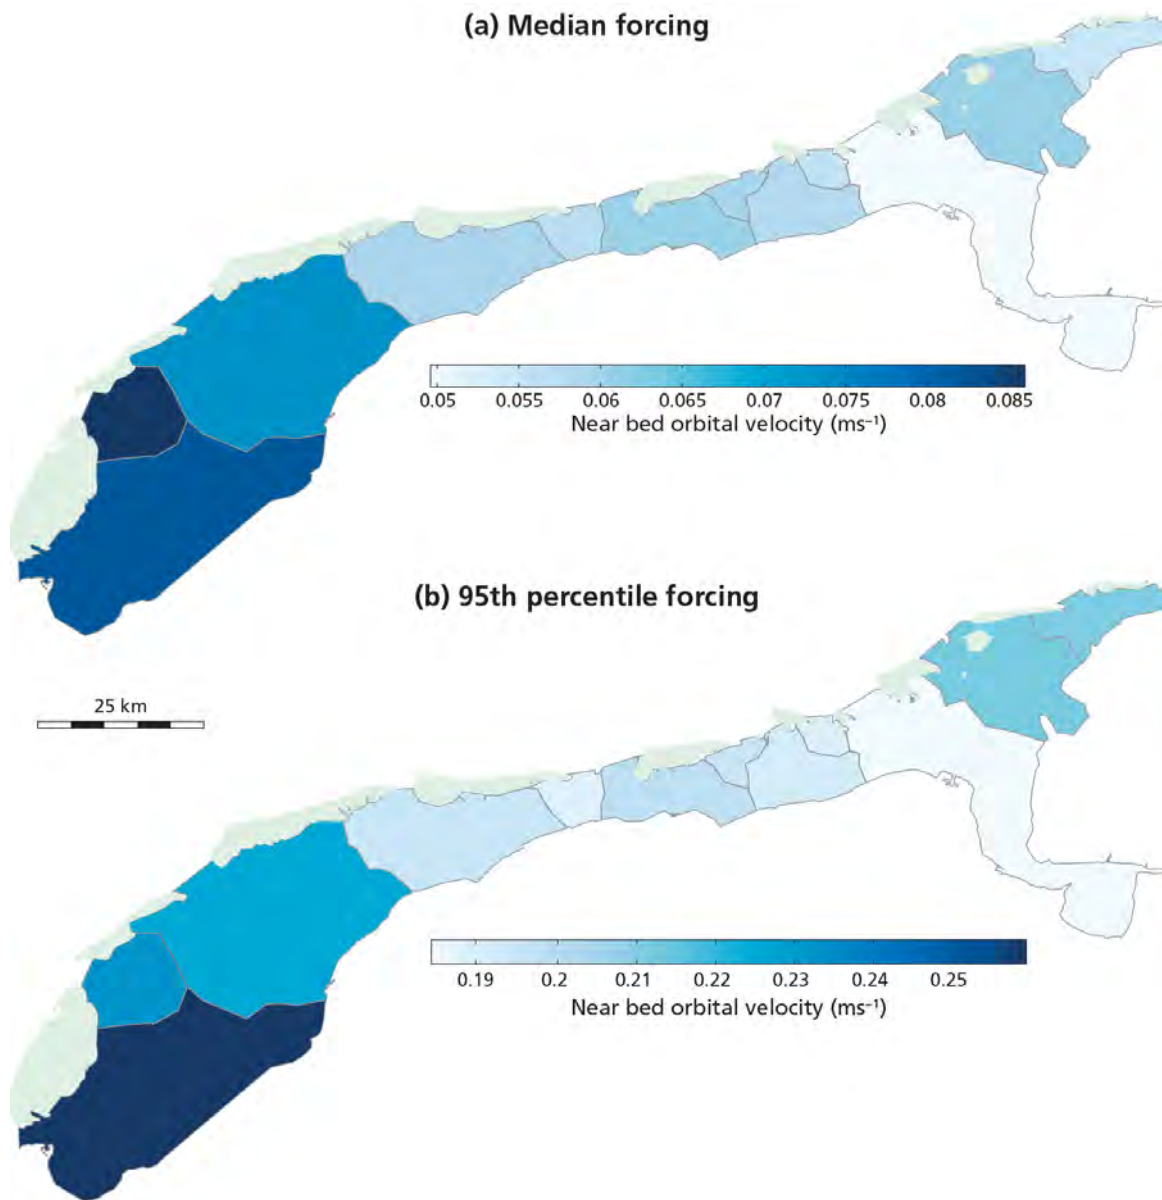 (a) Median forcing
0.05 0.055 0.06 0.065 0.07 0.075 0.08 0.085
Near bed orbital velocity (ms⁻¹)
(b) 95th percentile forcing
25 km
0.19 0.2 0.21 0.22 0.23 0.24 0.25
Near bed orbital velocity (ms⁻¹)